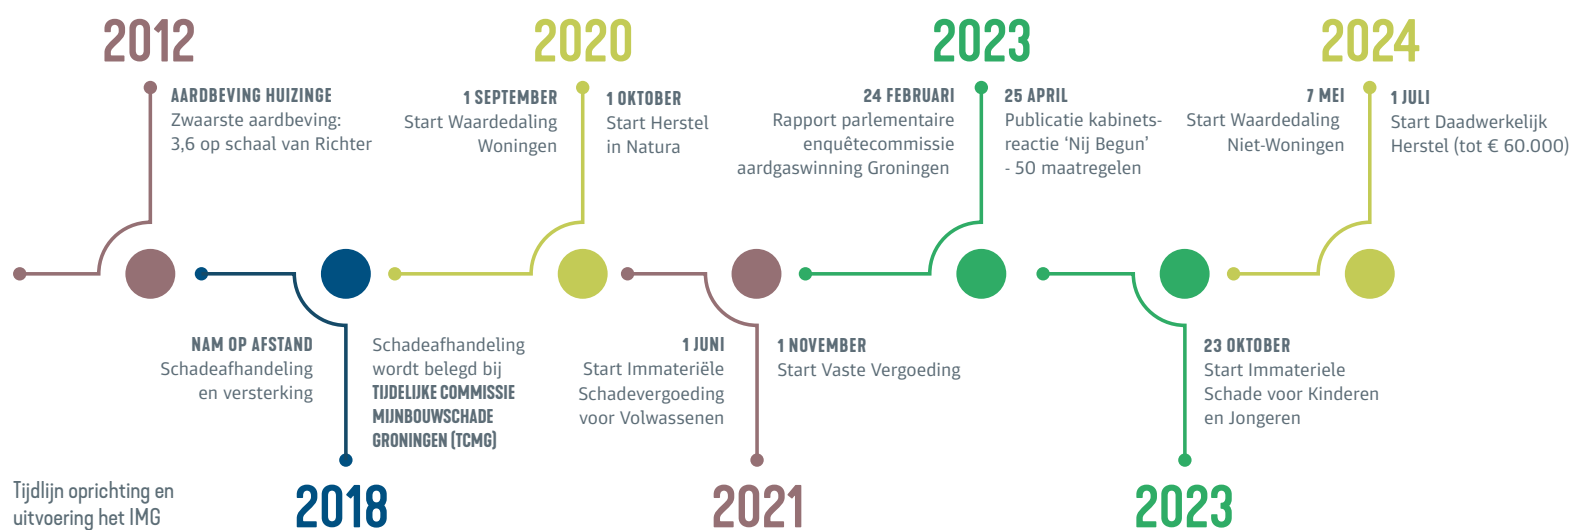 2012
AARDBEVING HUIZINGE
Zwaarste aardbeving:
3,6 op schaal van Richter
NAM OP AFSTAND
Schadeafhandeling
en versterking
Schadeafhandeling
wordt belegd bij
TIJDELIJKE COMMISSIE
MIJNBOUWSCHADE
GRONINGEN (TCMG)
2018
2020
1 SEPTEMBER
Start Waardedaling
Woningen
1 OKTOBER
Start Herstel
in Natura
1 JUNI
Start Immateriële
Schadevergoeding
voor Volwassenen
1 NOVEMBER
Start Vaste Vergoeding
2021
2023
24 FEBRUARI
Rapport parlementaire
enquêtecommissie
aardgaswinning Groningen
25 APRIL
Publicatie kabinets-
reactie ‘Nij Begun’
- 50 maatregelen
23 OKTOBER
Start Immateriele
Schade voor Kinderen
en Jongeren
2023
2024
7 MEI
Start Waardedaling
Niet-Woningen
1 JULI
Start Daadwerkelijk
Herstel (tot € 60.000)
Tijdlijn oprichting en
uitvoering het IMG